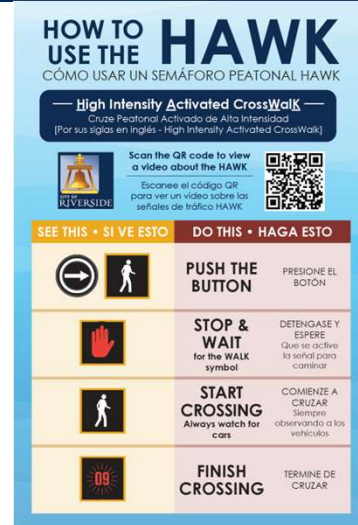 HOW TO
USE THE
HAWK
CÓMO USAR UN SEMÁFORO PEATONAL HAWK
High Intensity Activated CrossWalK
Cruze Peatonal Activado de Alta Intensidad
[Por sus siglas en inglés - High Intensity Activated CrossWalk]
CITY OF
RIVERSIDE
Scan the QR code to view
a video about the HAWK
Escanee el código QR
para ver un video sobre las
señales de tráfico HAWK
SEE THIS • SI VE ESTO
DO THIS • HAGA ESTO
PUSH THE
BUTTON
PRESIONE EL
BOTÓN
STOP &
WAIT
for the WALK
symbol
DETENGASE Y
ESPERE
Que se active
la señal para
caminar
START
CROSSING
Always watch for
cars
COMIENZE A
CRUZAR
Siempre
observando a los
vehículos
09
FINISH
CROSSING
TERMINE DE
CRUZAR